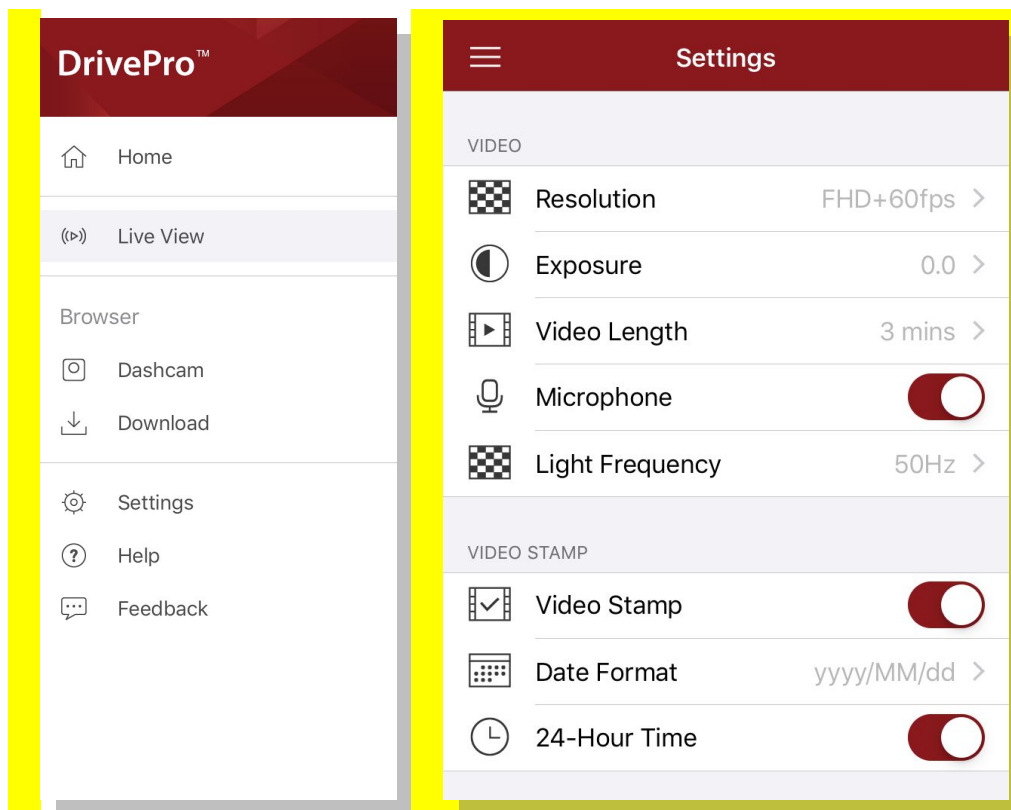 DrivePro™
Home
Live View
Browser
Dashcam
Download
Settings
Help
Feedback
Settings
VIDEO
Resolution FHD+60fps
Exposure 0.0
Video Length 3 mins
Microphone
Light Frequency 50Hz
VIDEO STAMP
Video Stamp
Date Format yyyy/MM/dd
24-Hour Time